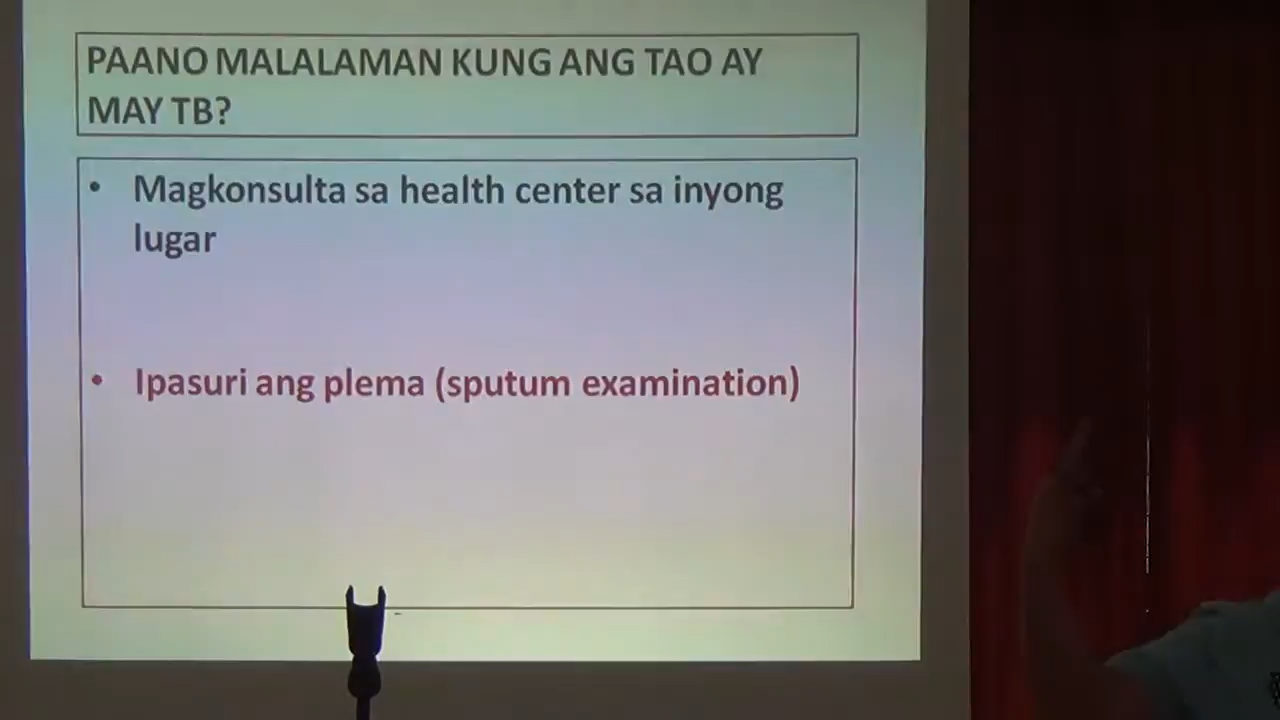 PAANO MALALAMAN KUNG ANG TAO AY
MAY TB?
• Magkonsulta sa health center sa inyong
lugar
• Ipasuri ang plema (sputum examination)